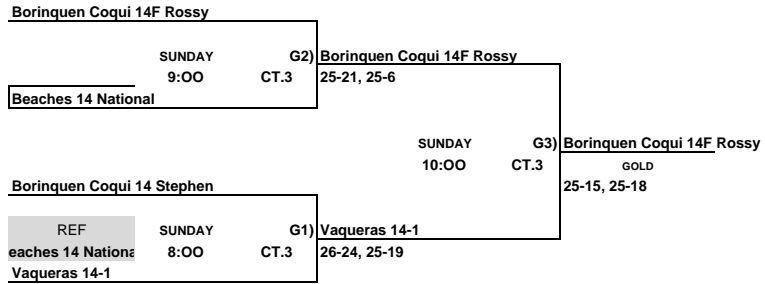 Borinquen Coqui 14F Rossy
SUNDAY G2) Borinquen Coqui 14F Rossy
9:OO CT.3 25-21, 25-6
Beaches 14 National
SUNDAY G3) Borinquen Coqui 14F Rossy
10:OO CT.3 GOLD
Borinquen Coqui 14 Stephen
25-15, 25-18
REF SUNDAY G1) Vaqueras 14-1
eaches 14 Nationa 8:OO CT.3 26-24, 25-19
Vaqueras 14-1